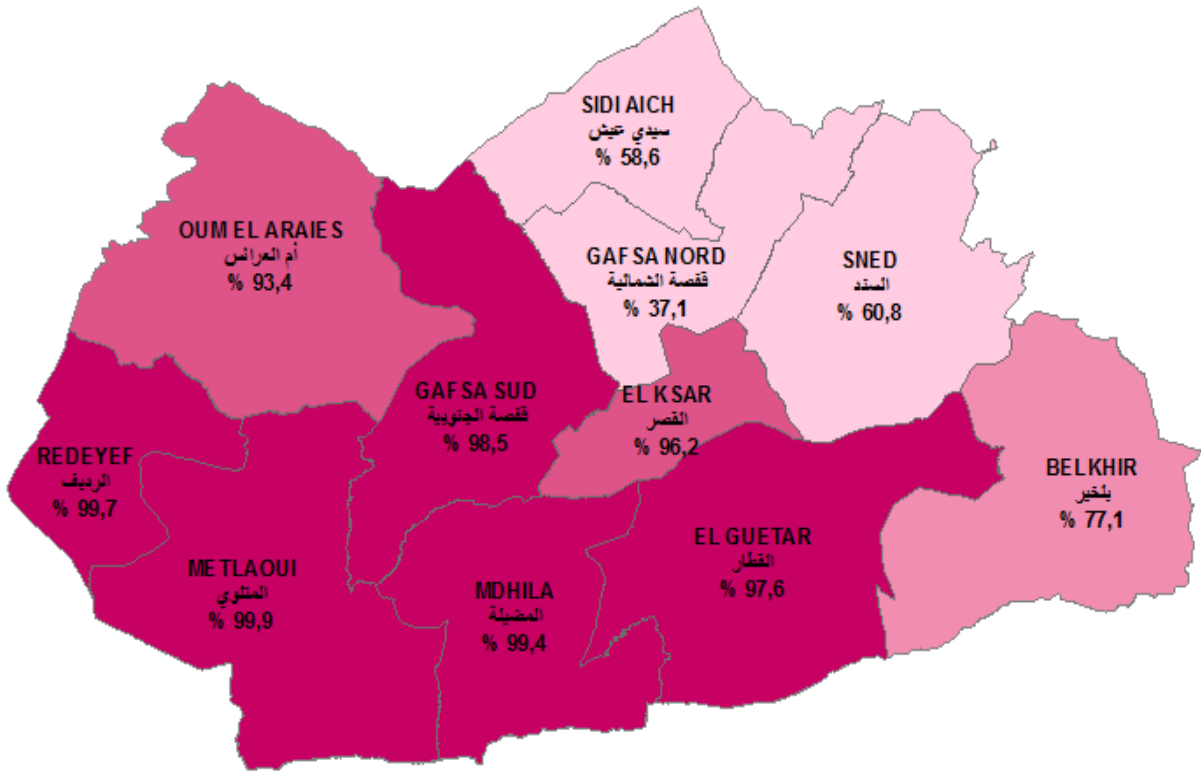 SIDI AICH
سيدي عيش
% 58,6
OUM EL ARAIES
أم العرائس
% 93,4
GAFSA NORD
قفصة الشمالية
% 37,1
SNED
السند
% 60,8
GAFSA SUD
قفصة الجنوبية
% 98,5
EL KSAR
القصر
% 96,2
REDEYEF
الرديف
% 99,7
BELKHIR
بلخير
% 77,1
EL GUETAR
القطار
% 97,6
METLAOUI
المتلوي
% 99,9
MDHILA
المضيلة
% 99,4